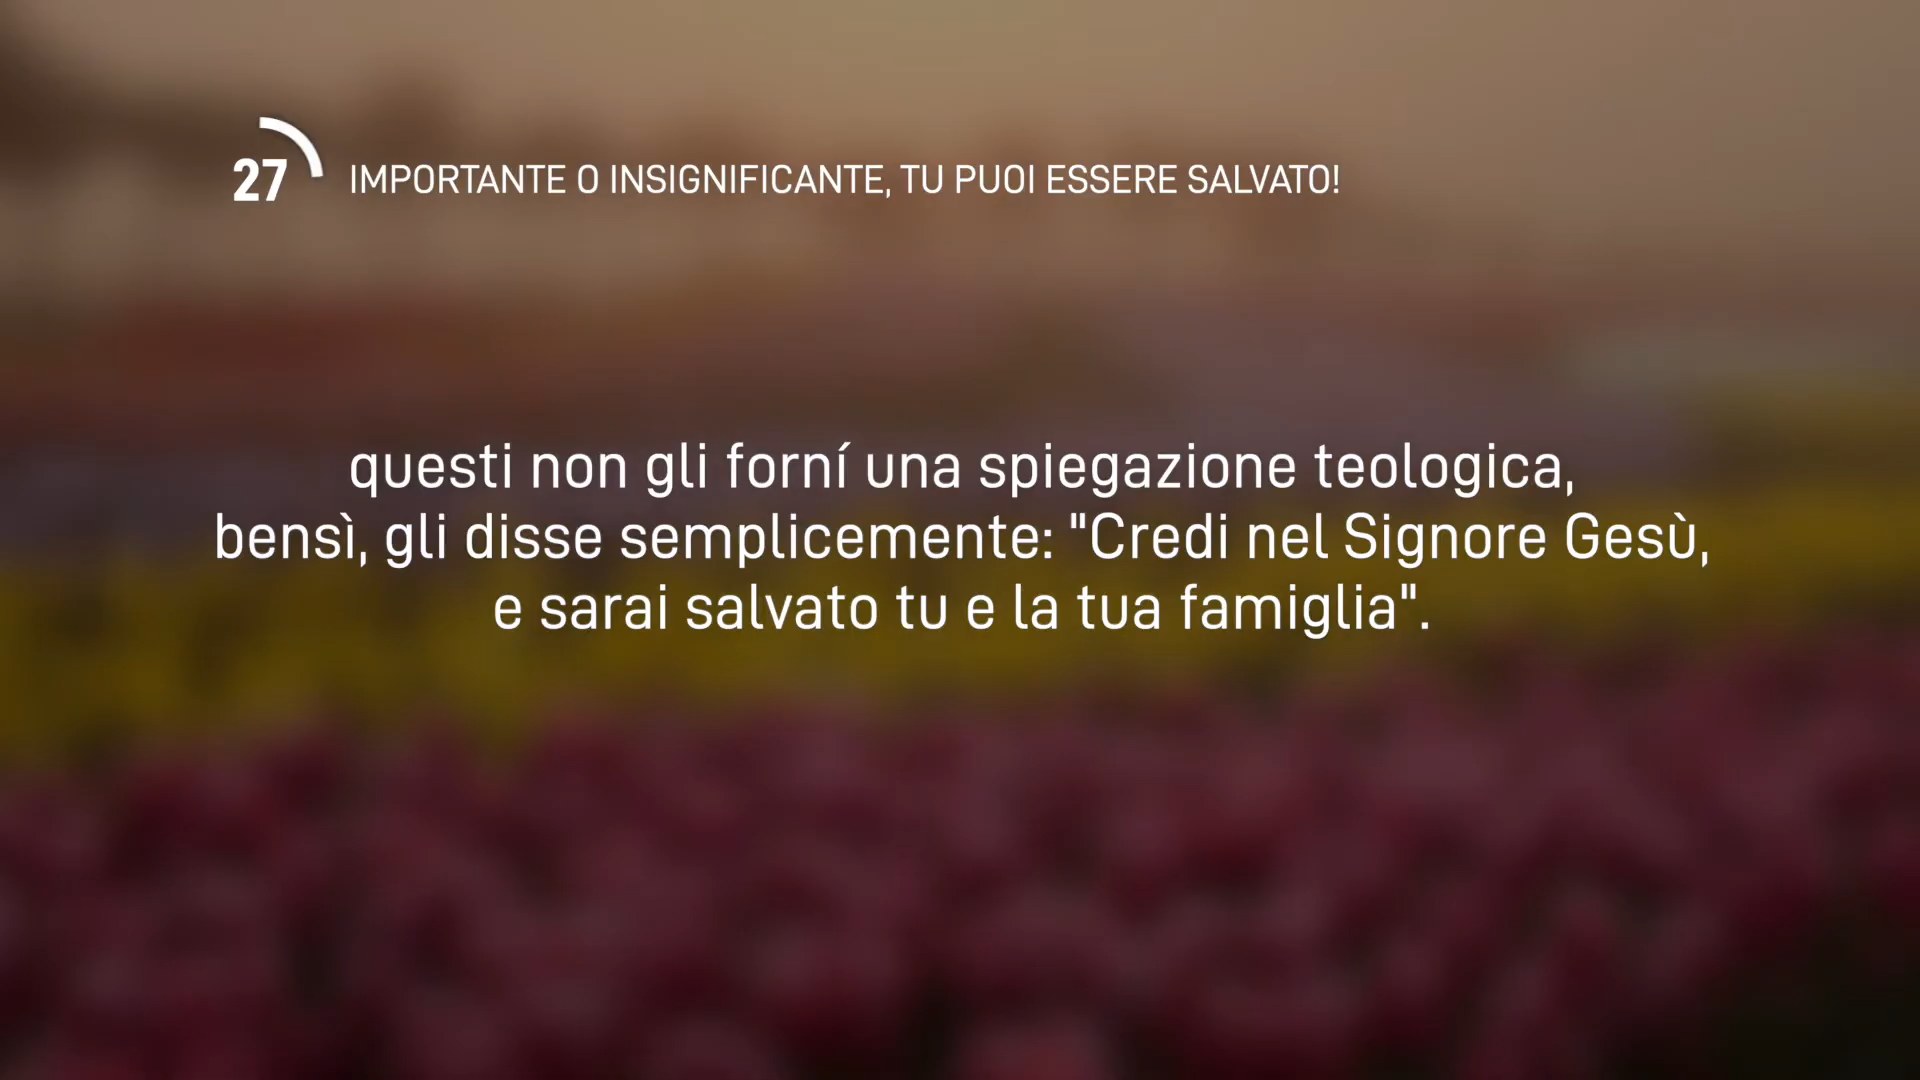 27 IMPORTANTE O INSIGNIFICANTE, TU PUOI ESSERE SALVATO!
questi non gli forní una spiegazione teologica,
bensì, gli disse semplicemente: "Credi nel Signore Gesù,
e sarai salvato tu e la tua famiglia".